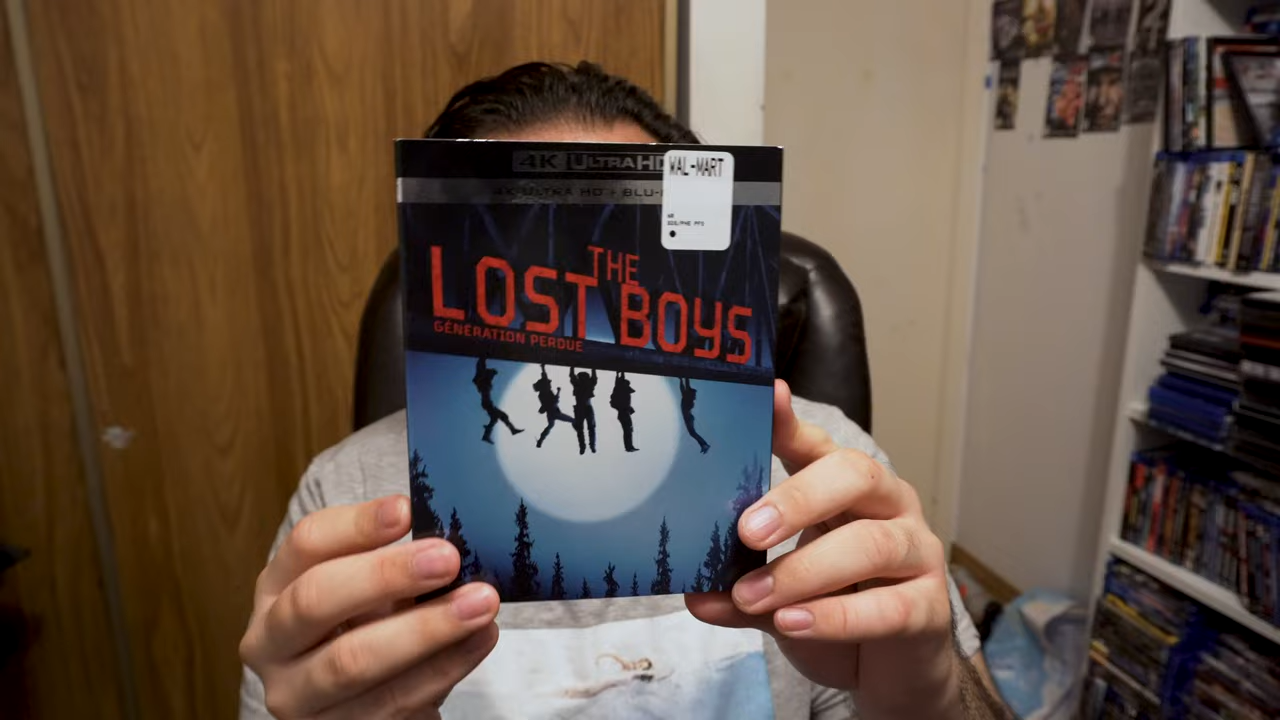 4K ULTRA HD
4K ULTRA HD + BLU-
WAL-MART
THE
LOST BOYS
GÉNÉRATION PERDUE